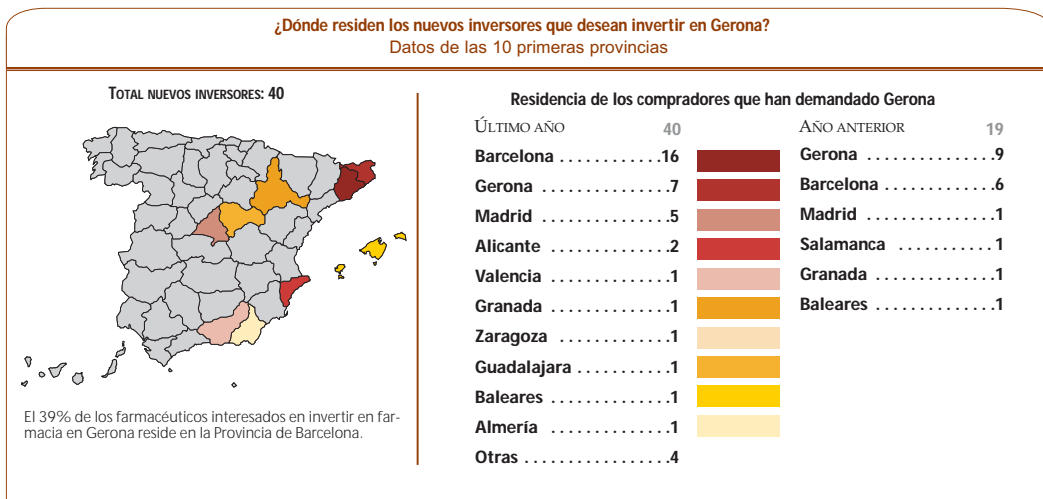 ¿Dónde residen los nuevos inversores que desean invertir en Gerona?
Datos de las 10 primeras provincias
TOTAL NUEVOS INVERSORES: 40
El 39% de los farmacéuticos interesados en invertir en far-
macia en Gerona reside en la Provincia de Barcelona.
Residencia de los compradores que han demandado Gerona
ÚLTIMO AÑO 40
Barcelona ............16
Gerona ...............7
Madrid ...............5
Alicante ..............2
Valencia ..............1
Granada ..............1
Zaragoza .............1
Guadalajara ..........1
Baleares ..............1
Almería ..............1
Otras ................4
AÑO ANTERIOR 19
Gerona ...............9
Barcelona .............6
Madrid ...............1
Salamanca ............1
Granada ..............1
Baleares ..............1